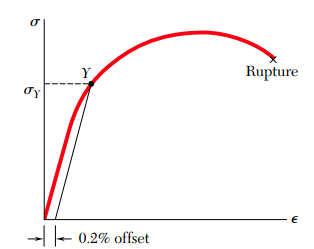 σ
Y
σY
Rupture
ϵ
0.2% offset